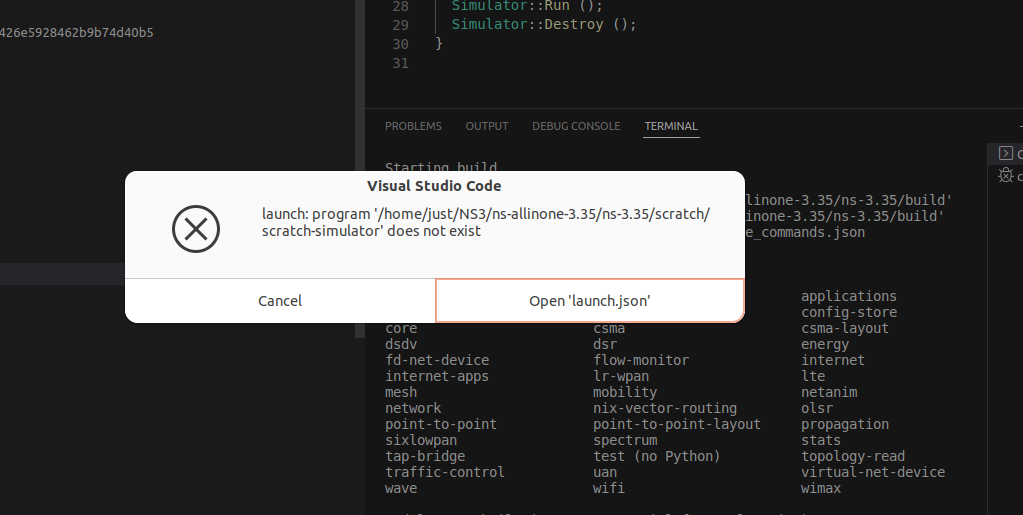 426e5928462b9b74d40b5
28 Simulator::Run ();
29 Simulator::Destroy ();
30 }
31
PROBLEMS OUTPUT DEBUG CONSOLE TERMINAL
Starting build
Visual Studio Code
launch: program '/home/just/NS3/ns-allinone-3.35/ns-3.35/scratch/
scratch-simulator' does not exist
Cancel Open 'launch.json'
linone-3.35/ns-3.35/build'
inone-3.35/ns-3.35/build'
e_commands.json
applications
config-store
core csma csma-layout
dsdv dsr energy
fd-net-device flow-monitor internet
internet-apps lr-wpan lte
mesh mobility netanim
network nix-vector-routing olsr
point-to-point point-to-point-layout propagation
sixlowpan spectrum stats
tap-bridge test (no Python) topology-read
traffic-control uan virtual-net-device
wave wifi wimax